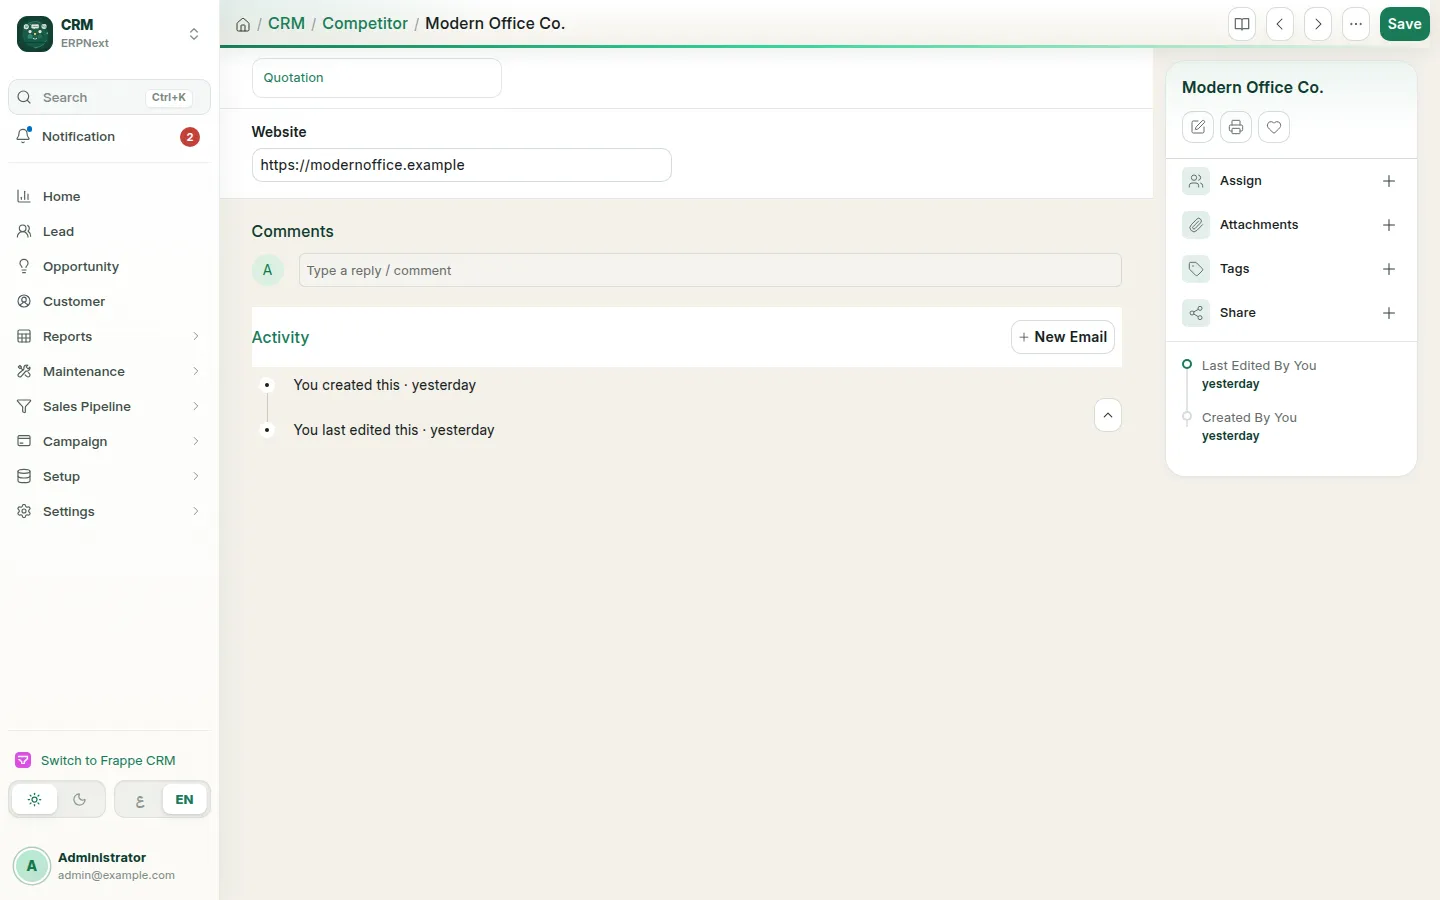 CRM
ERPNext
Search
Ctrl+K
Notification
2
Home
Lead
Opportunity
Customer
Reports
Maintenance
Sales Pipeline
Campaign
Setup
Settings
Switch to Frappe CRM
ع
EN
A
Administrator
admin@example.com
/ CRM / Competitor / Modern Office Co.
Save
Quotation
Website
https://modernoffice.example
Comments
A
Type a reply / comment
Activity
New Email
You created this · yesterday
You last edited this · yesterday
Modern Office Co.
Assign
Attachments
Tags
Share
Last Edited By You
yesterday
Created By You
yesterday